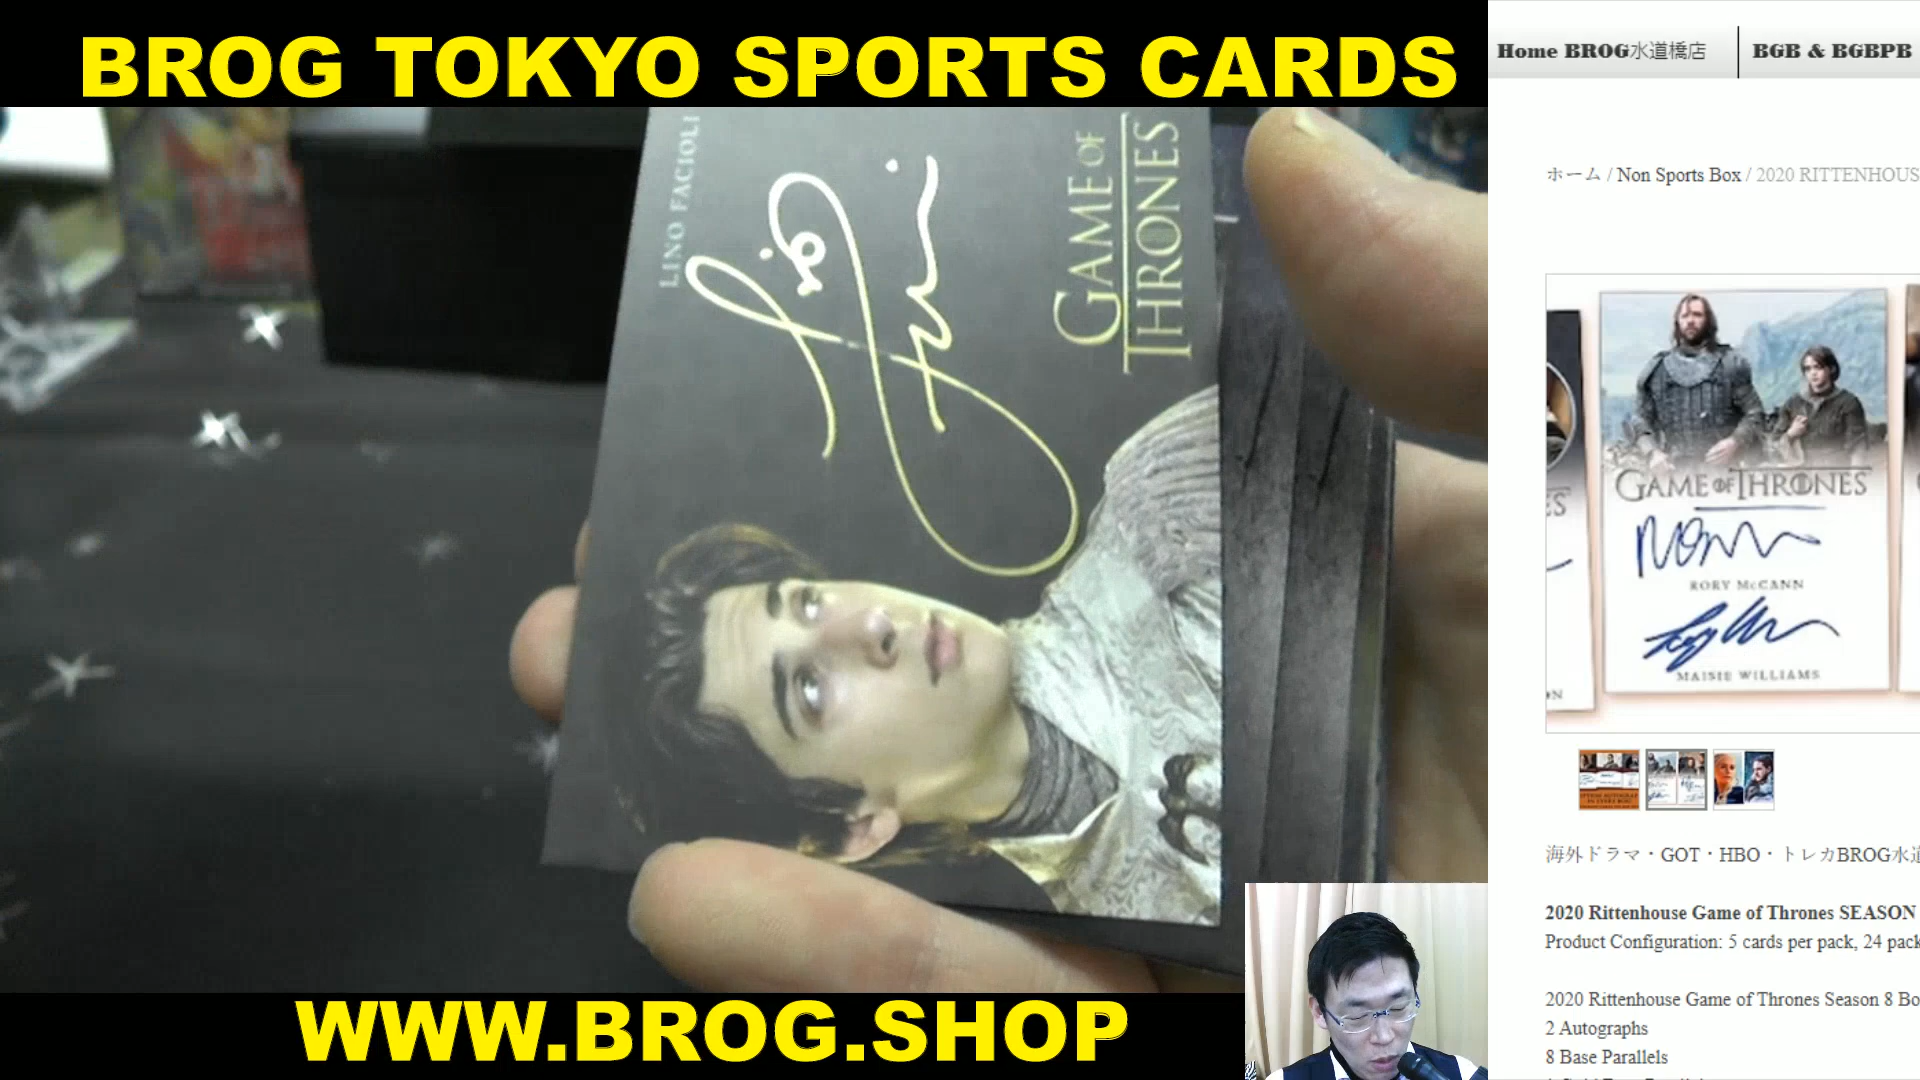 BROG TOKYO SPORTS CARDS
LINO FACIOLI
GAME OF
THRONES
WWW.BROG.SHOP
Home BROG水道橋店
BGB & BGBPB
ホーム / Non Sports Box / 2020 RITTENHOUS
GAME OF THRONES
RORY McCANN
MAISIE WILLIAMS
海外ドラマ・GOT・HBO・トレカBROG水道
2020 Rittenhouse Game of Thrones SEASON
Product Configuration: 5 cards per pack, 24 pack
2020 Rittenhouse Game of Thrones Season 8 Bo
2 Autographs
8 Base Parallels